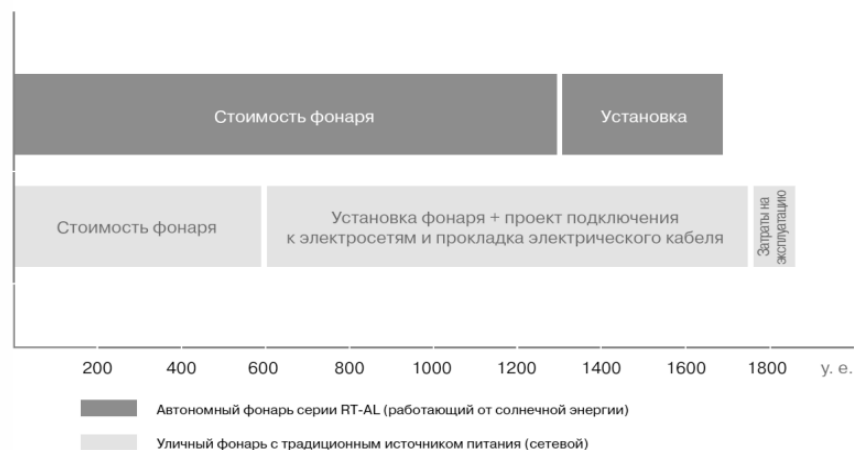 Стоимость фонаря
Установка
Стоимость фонаря
Установка фонаря + проект подключения
к электросетям и прокладка электрического кабеля
Затраты на
эксплуатацию
200 400 600 800 1000 1200 1400 1600 1800 у. е.
Автономный фонарь серии RT-AL (работающий от солнечной энергии)
Уличный фонарь с традиционным источником питания (сетевой)